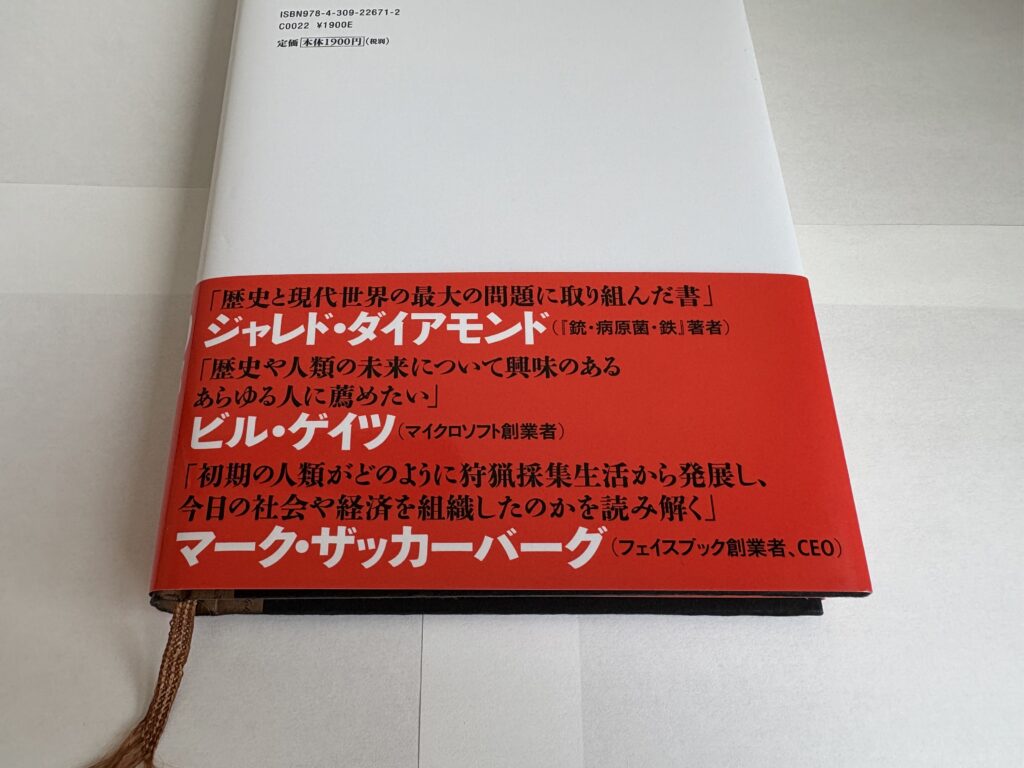 ISBN978-4-309-22671-2
C0022 ¥1900E
定価 本体1900円 (税別)
「歴史と現代世界の最大の問題に取り組んだ書」
ジャレド・ダイアモンド(『銃・病原菌・鉄』著者)
「歴史や人類の未来について興味のある
あらゆる人に薦めたい」
ビル・ゲイツ(マイクロソフト創業者)
「初期の人類がどのように狩猟採集生活から発展し、
今日の社会や経済を組織したのかを読み解く」
マーク・ザッカーバーグ(フェイスブック創業者、CEO)